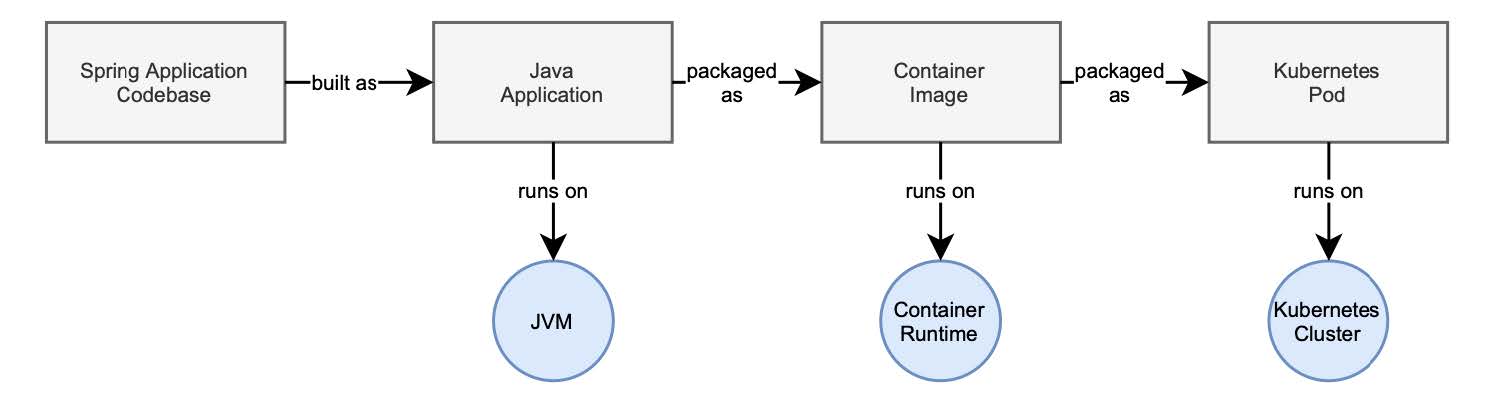 Spring Application
Codebase
built as
Java
Application
packaged
as
Container
Image
packaged
as
Kubernetes
Pod
runs on
runs on
runs on
JVM
Container
Runtime
Kubernetes
Cluster